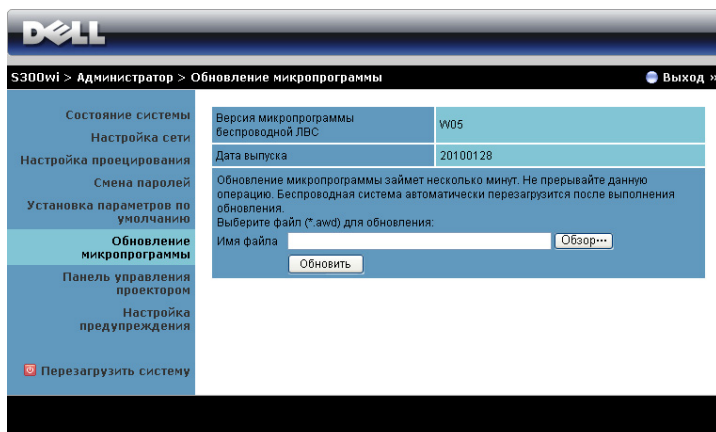 DELL
S300wi > Администратор > Обновление микропрограммы
Выход »
Состояние системы
Настройка сети
Настройка проецирования
Смена паролей
Установка параметров по
умолчанию
Обновление
микропрограммы
Панель управления
проектором
Настройка
предупреждения
Перезагрузить систему
Версия микропрограммы
беспроводной ЛВС
W05
Дата выпуска
20100128
Обновление микропрограммы займет несколько минут. Не прерывайте данную
операцию. Беспроводная система автоматически перезагрузится после выполнения
обновления.
Выберите файл (*.awd) для обновления:
Имя файла
Обзор...
Обновить